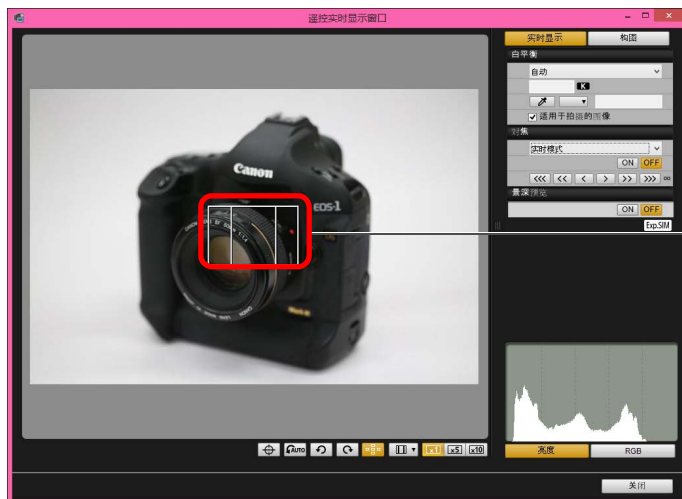 遥控实时显示窗口
实时显示 构图
白平衡
自动
K
适用于拍摄的图像
对焦
实时模式
ON OFF
<<< << < > >> >>> ∞
景深预览
ON OFF
Exp.SIM
Canon
EOS-1
AUTO x1 x5 x10
亮度 RGB
关闭